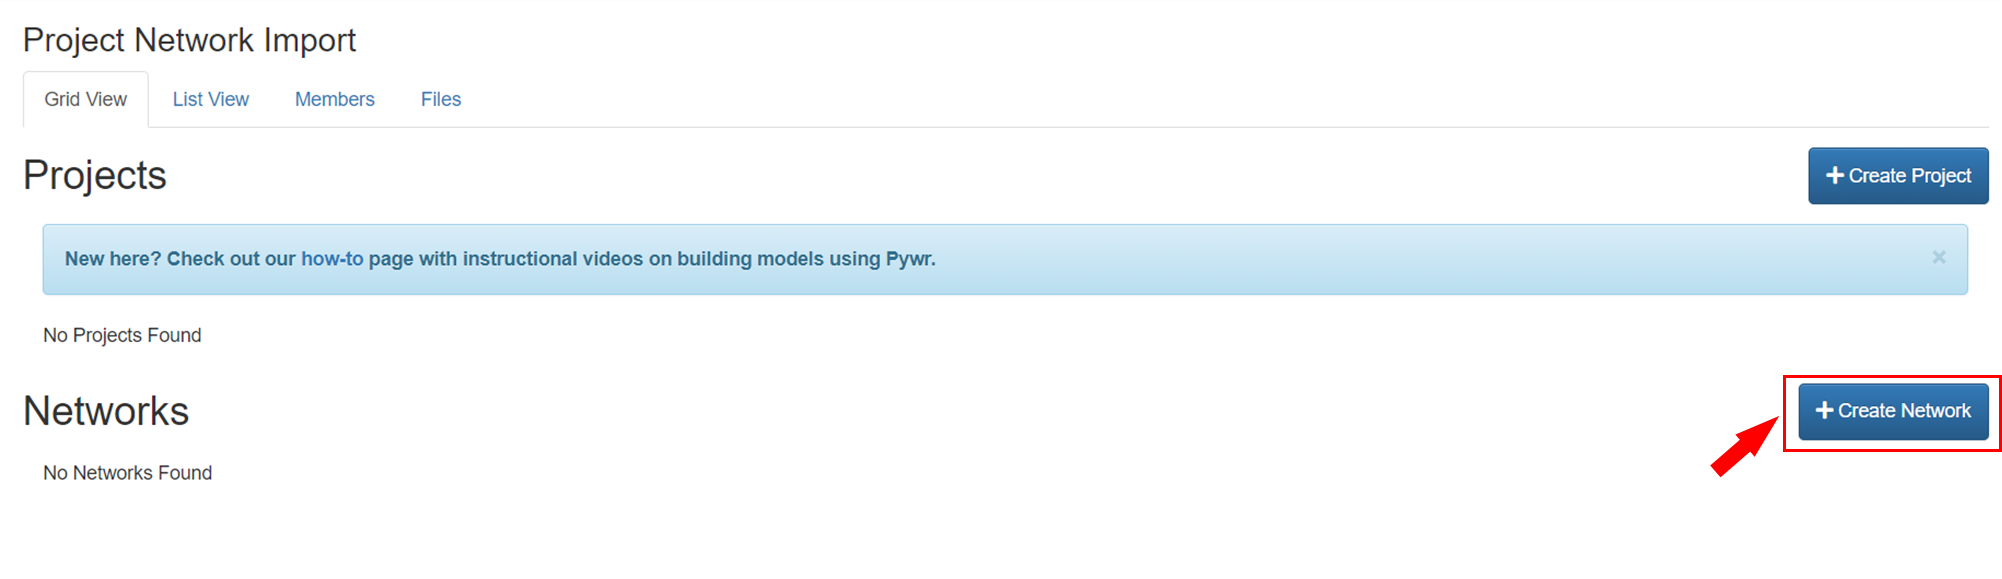 Project Network Import
Grid View List View Members Files
Projects
+ Create Project
New here? Check out our how-to page with instructional videos on building models using Pywr.
×
No Projects Found
Networks
+ Create Network
No Networks Found